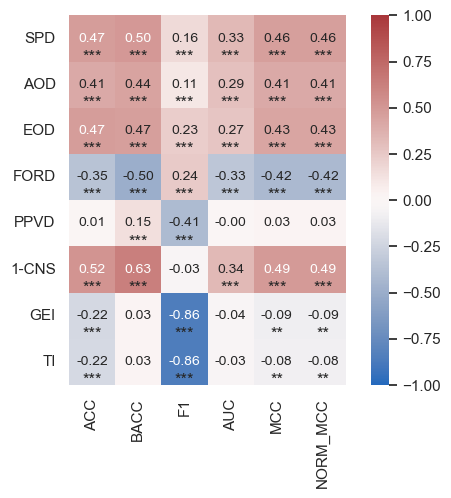 SPD 0.47 0.50 0.16 0.33 0.46 0.46
*** *** *** *** *** ***
AOD 0.41 0.44 0.11 0.29 0.41 0.41
*** *** *** *** *** ***
EOD 0.47 0.47 0.23 0.27 0.43 0.43
*** *** *** *** *** ***
FORD -0.35 -0.50 0.24 -0.33 -0.42 -0.42
*** *** *** *** *** ***
PPVD 0.01 0.15 -0.41 -0.00 0.03 0.03
*** ***
1-CNS 0.52 0.63 -0.03 0.34 0.49 0.49
*** *** *** *** ***
GEI -0.22 0.03 -0.86 -0.04 -0.09 -0.09
*** *** ** **
TI -0.22 0.03 -0.86 -0.03 -0.08 -0.08
*** *** ** **
ACC BACC F1 AUC MCC NORM_MCC
1.00
0.75
0.50
0.25
0.00
−0.25
−0.50
−0.75
−1.00